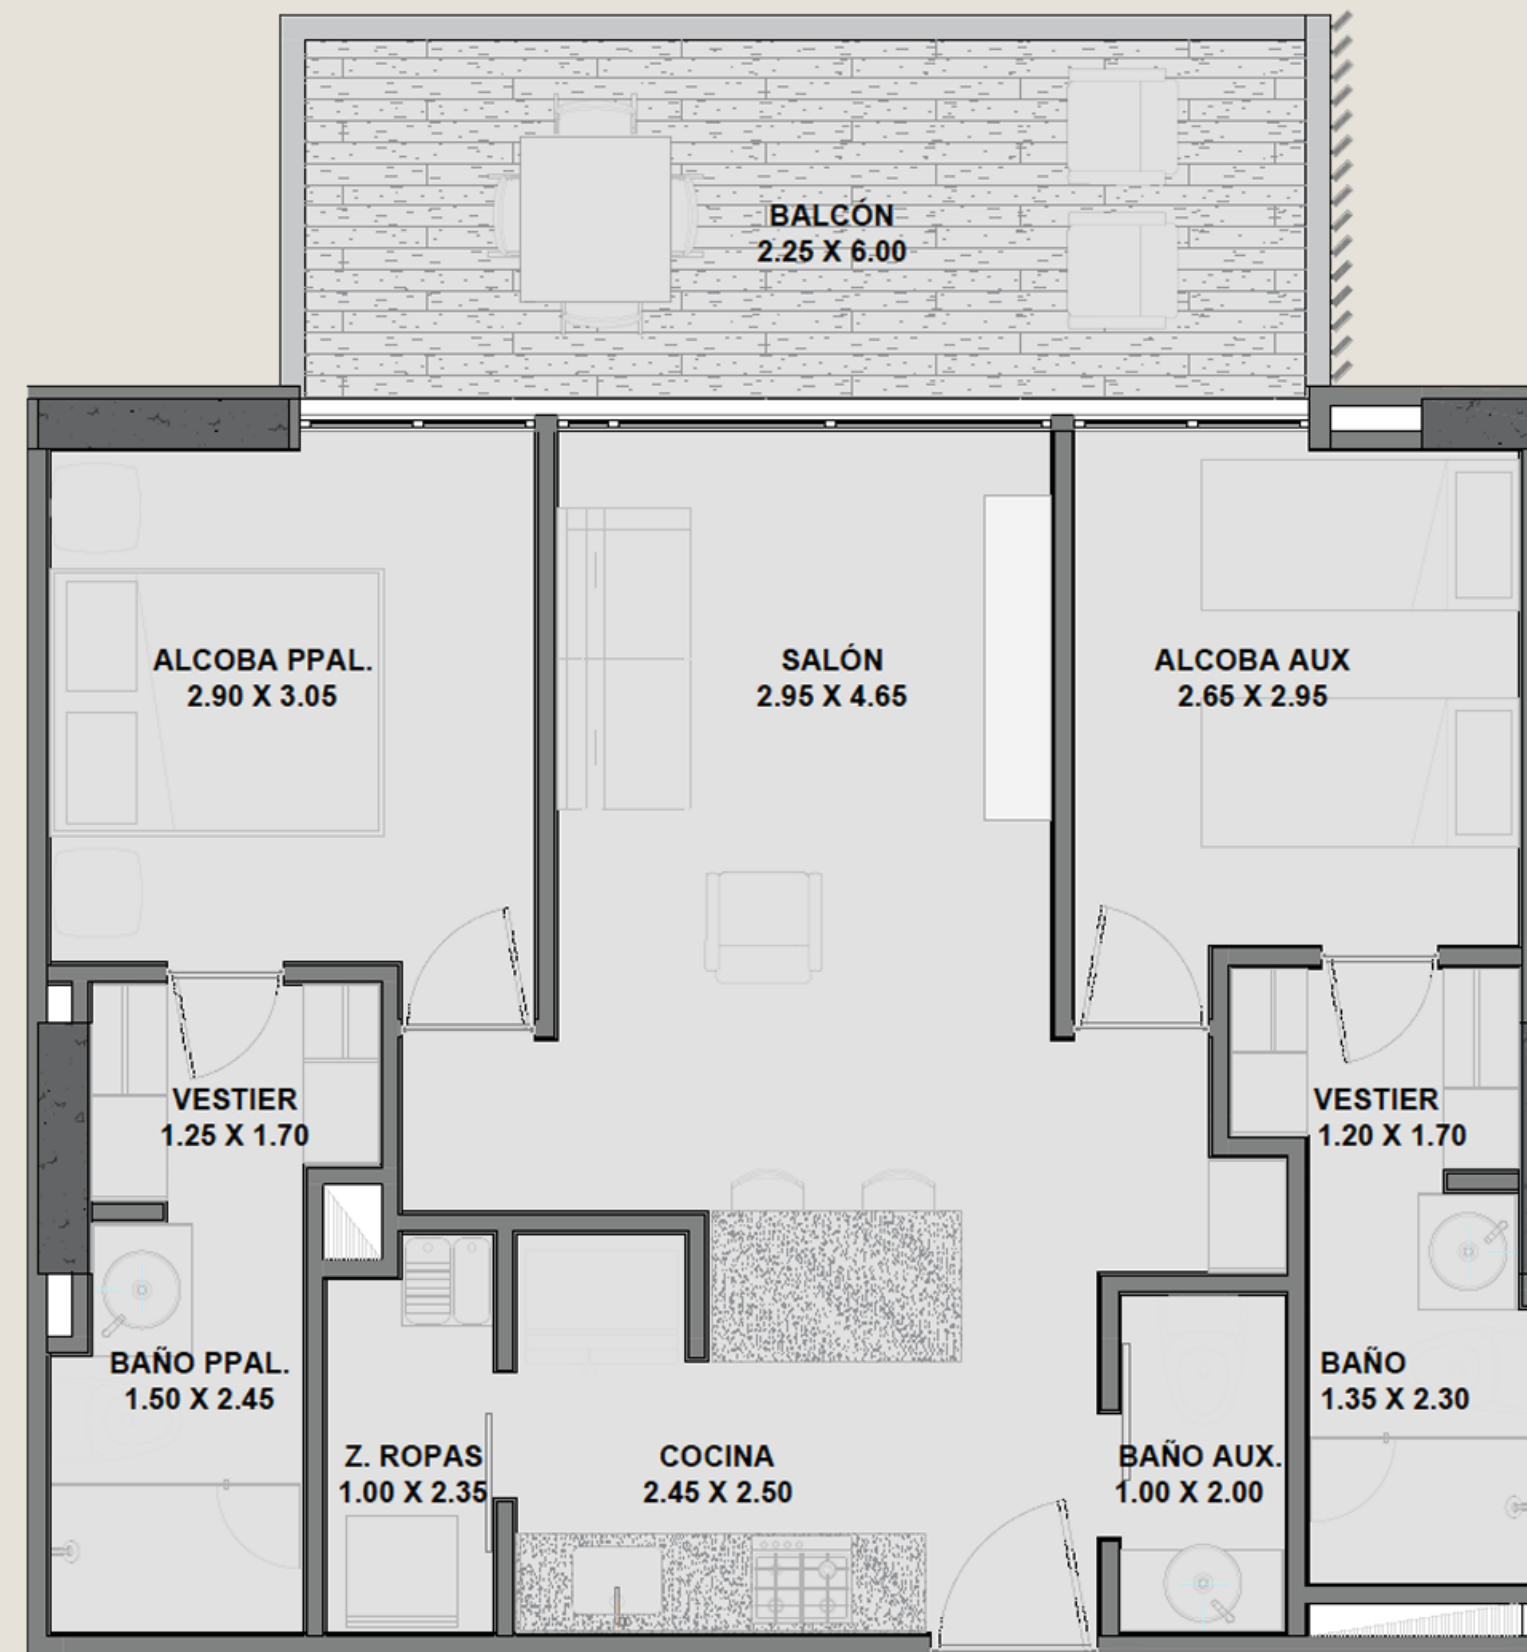 BALCÓN
2.25 X 6.00
ALCOBA PPAL.
2.90 X 3.05
SALÓN
2.95 X 4.65
ALCOBA AUX
2.65 X 2.95
VESTIER
1.25 X 1.70
VESTIER
1.20 X 1.70
BAÑO PPAL.
1.50 X 2.45
BAÑO
1.35 X 2.30
Z. ROPAS
1.00 X 2.35
COCINA
2.45 X 2.50
BAÑO AUX.
1.00 X 2.00